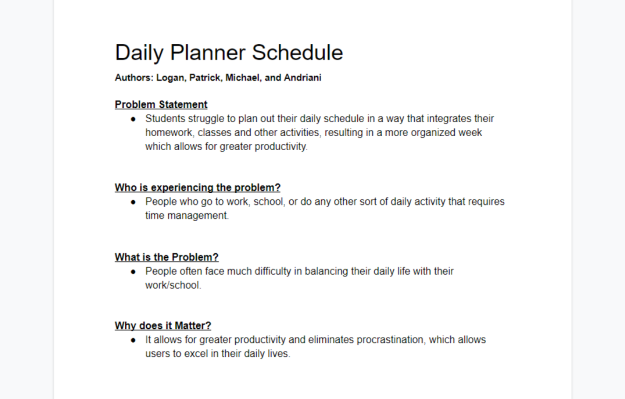 Daily Planner Schedule
Authors: Logan, Patrick, Michael, and Andriani
Problem Statement
● Students struggle to plan out their daily schedule in a way that integrates their
homework, classes and other activities, resulting in a more organized week
which allows for greater productivity.
Who is experiencing the problem?
● People who go to work, school, or do any other sort of daily activity that requires
time management.
What is the Problem?
● People often face much difficulty in balancing their daily life with their
work/school.
Why does it Matter?
● It allows for greater productivity and eliminates procrastination, which allows
users to excel in their daily lives.